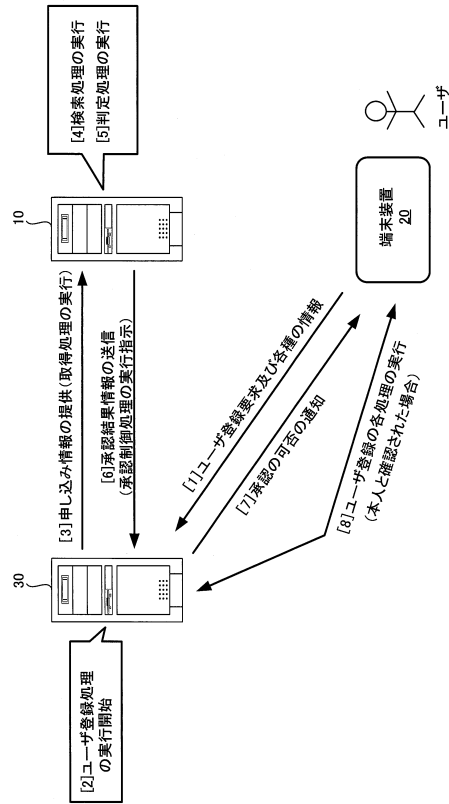 [2]ユーザ登録処理
の実行開始
30
[3]申し込み情報の提供(取得処理の実行)
10
[4]検索処理の実行
[5]判定処理の実行
[6]承認結果情報の送信
(承認制御処理の実行指示)
[1]ユーザ登録要求及び各種の情報
[7]承認の可否の通知
[8]ユーザ登録の各処理の実行
(本人と確認された場合)
端末装置
20
ユーザ